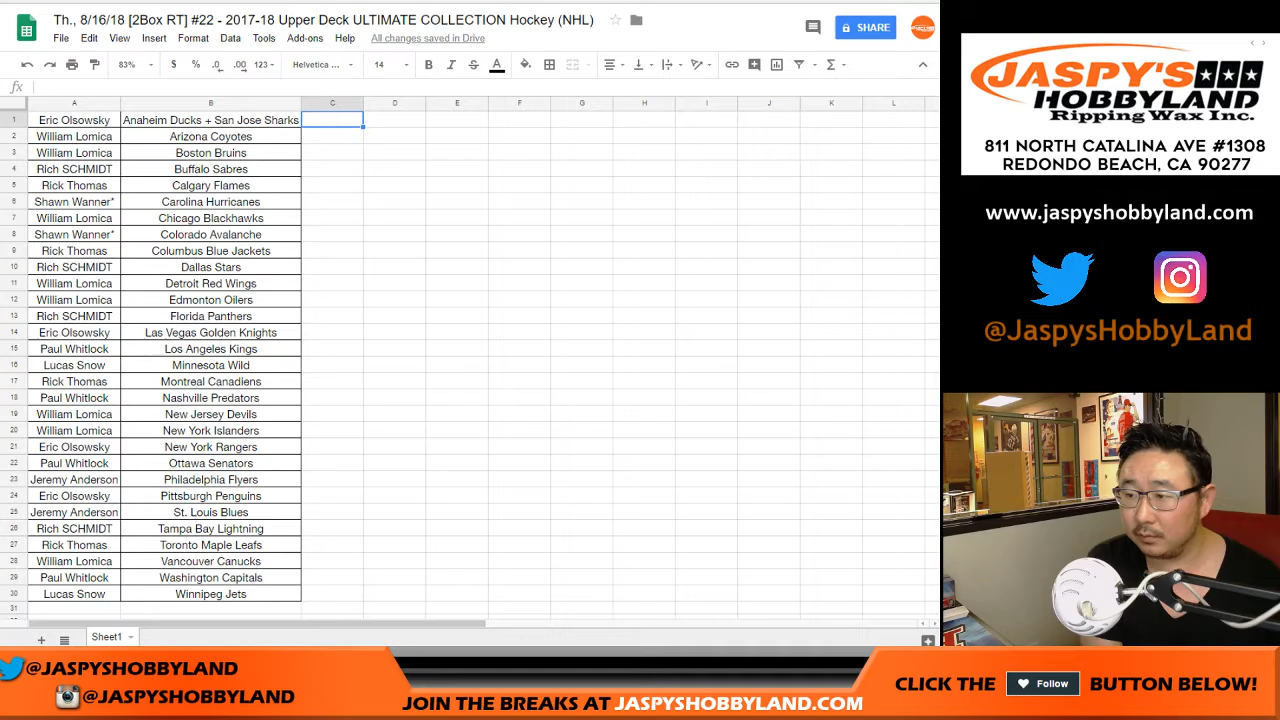 Th., 8/16/18 [2Box RT] #22 - 2017-18 Upper Deck ULTIMATE COLLECTION Hockey (NHL)
File Edit View Insert Format Data Tools Add-ons Help All changes saved in Drive
SHARE
83% $ % .0 .00 123 Helvetica ... 14 B I S A
fx
A B C D E F G H I J K L
1 Eric Olsowsky Anaheim Ducks + San Jose Sharks
2 William Lomica Arizona Coyotes
3 William Lomica Boston Bruins
4 Rich SCHMIDT Buffalo Sabres
5 Rick Thomas Calgary Flames
6 Shawn Wanner* Carolina Hurricanes
7 William Lomica Chicago Blackhawks
8 Shawn Wanner* Colorado Avalanche
9 Rick Thomas Columbus Blue Jackets
10 Rich SCHMIDT Dallas Stars
11 William Lomica Detroit Red Wings
12 William Lomica Edmonton Oilers
13 Rich SCHMIDT Florida Panthers
14 Eric Olsowsky Las Vegas Golden Knights
15 Paul Whitlock Los Angeles Kings
16 Lucas Snow Minnesota Wild
17 Rick Thomas Montreal Canadiens
18 Paul Whitlock Nashville Predators
19 William Lomica New Jersey Devils
20 William Lomica New York Islanders
21 Eric Olsowsky New York Rangers
22 Paul Whitlock Ottawa Senators
23 Jeremy Anderson Philadelphia Flyers
24 Eric Olsowsky Pittsburgh Penguins
25 Jeremy Anderson St. Louis Blues
26 Rich SCHMIDT Tampa Bay Lightning
27 Rick Thomas Toronto Maple Leafs
28 William Lomica Vancouver Canucks
29 Paul Whitlock Washington Capitals
30 Lucas Snow Winnipeg Jets
31
Sheet1
JASPY'S
HOBBYLAND
Ripping Wax Inc.
811 NORTH CATALINA AVE #1308
REDONDO BEACH, CA 90277
www.jaspyshobbyland.com
@JaspysHobbyLand
@JASPYSHOBBYLAND
@JASPYSHOBBYLAND
JOIN THE BREAKS AT JASPYSHOBBYLAND.COM
CLICK THE Follow BUTTON BELOW!